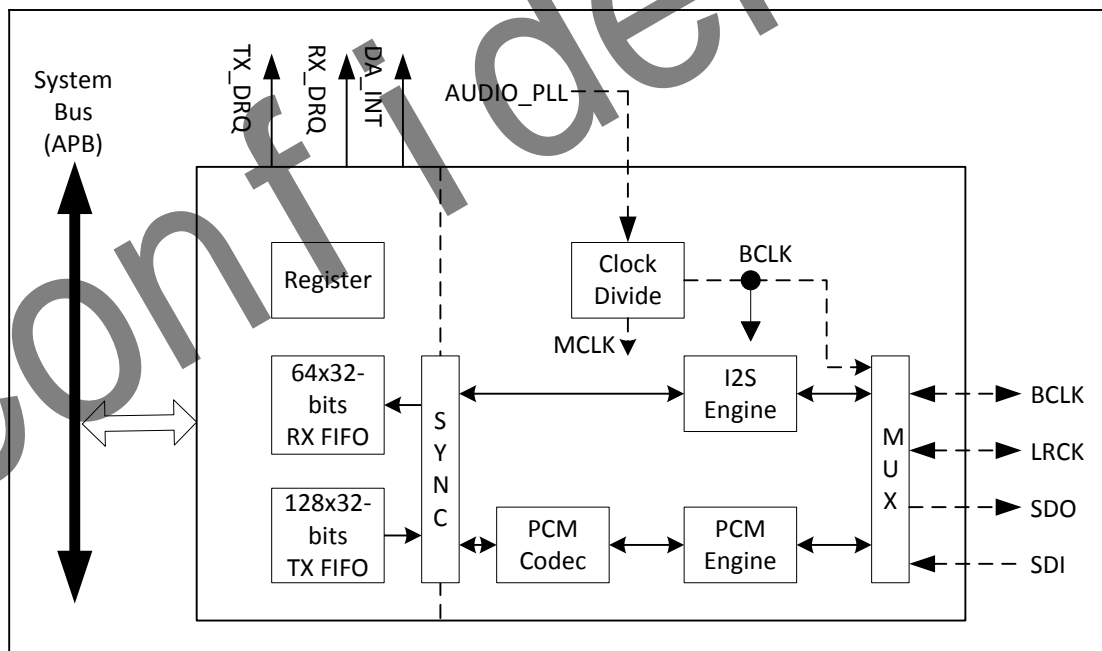 System
Bus
(APB)
TX_DRQ
RX_DRQ
DA_INT
AUDIO_PLL
Register
Clock
Divide
BCLK
MCLK
64x32-
bits
RX FIFO
S
Y
N
C
I2S
Engine
M
U
X
BCLK
LRCK
SDO
SDI
128x32-
bits
TX FIFO
PCM
Codec
PCM
Engine
confide